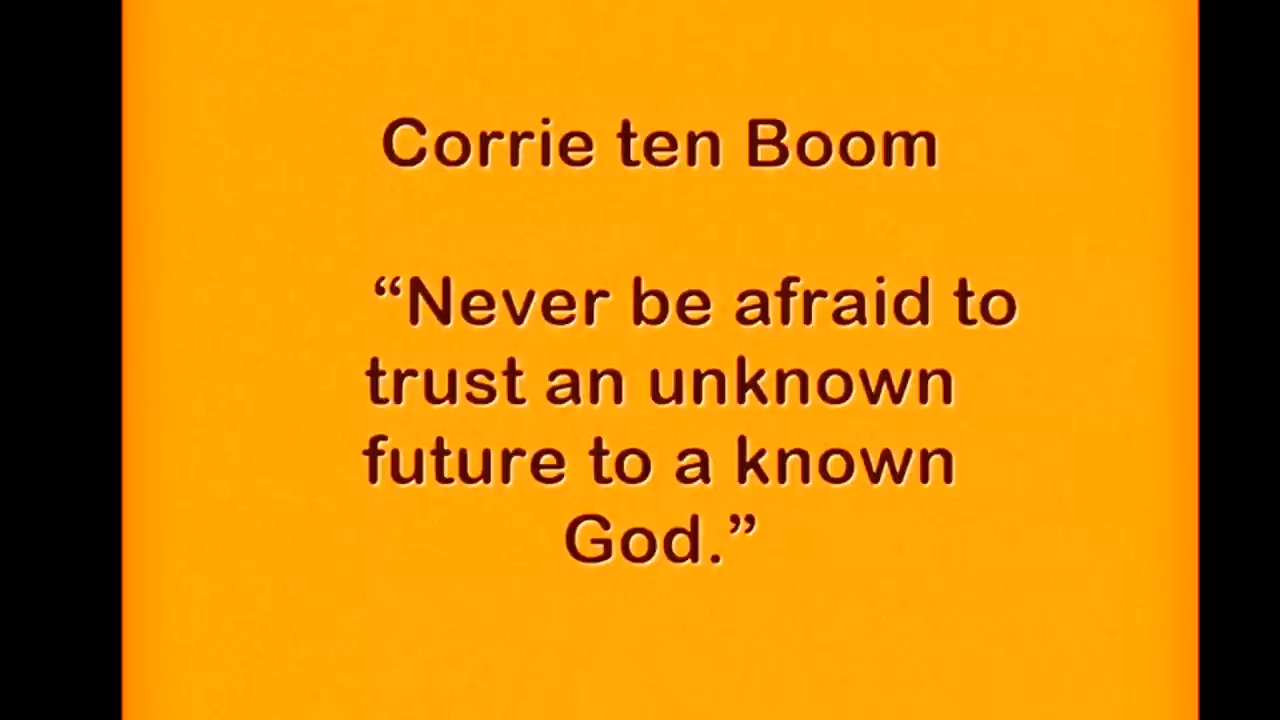 Corrie ten Boom
“Never be afraid to
trust an unknown
future to a known
God.”